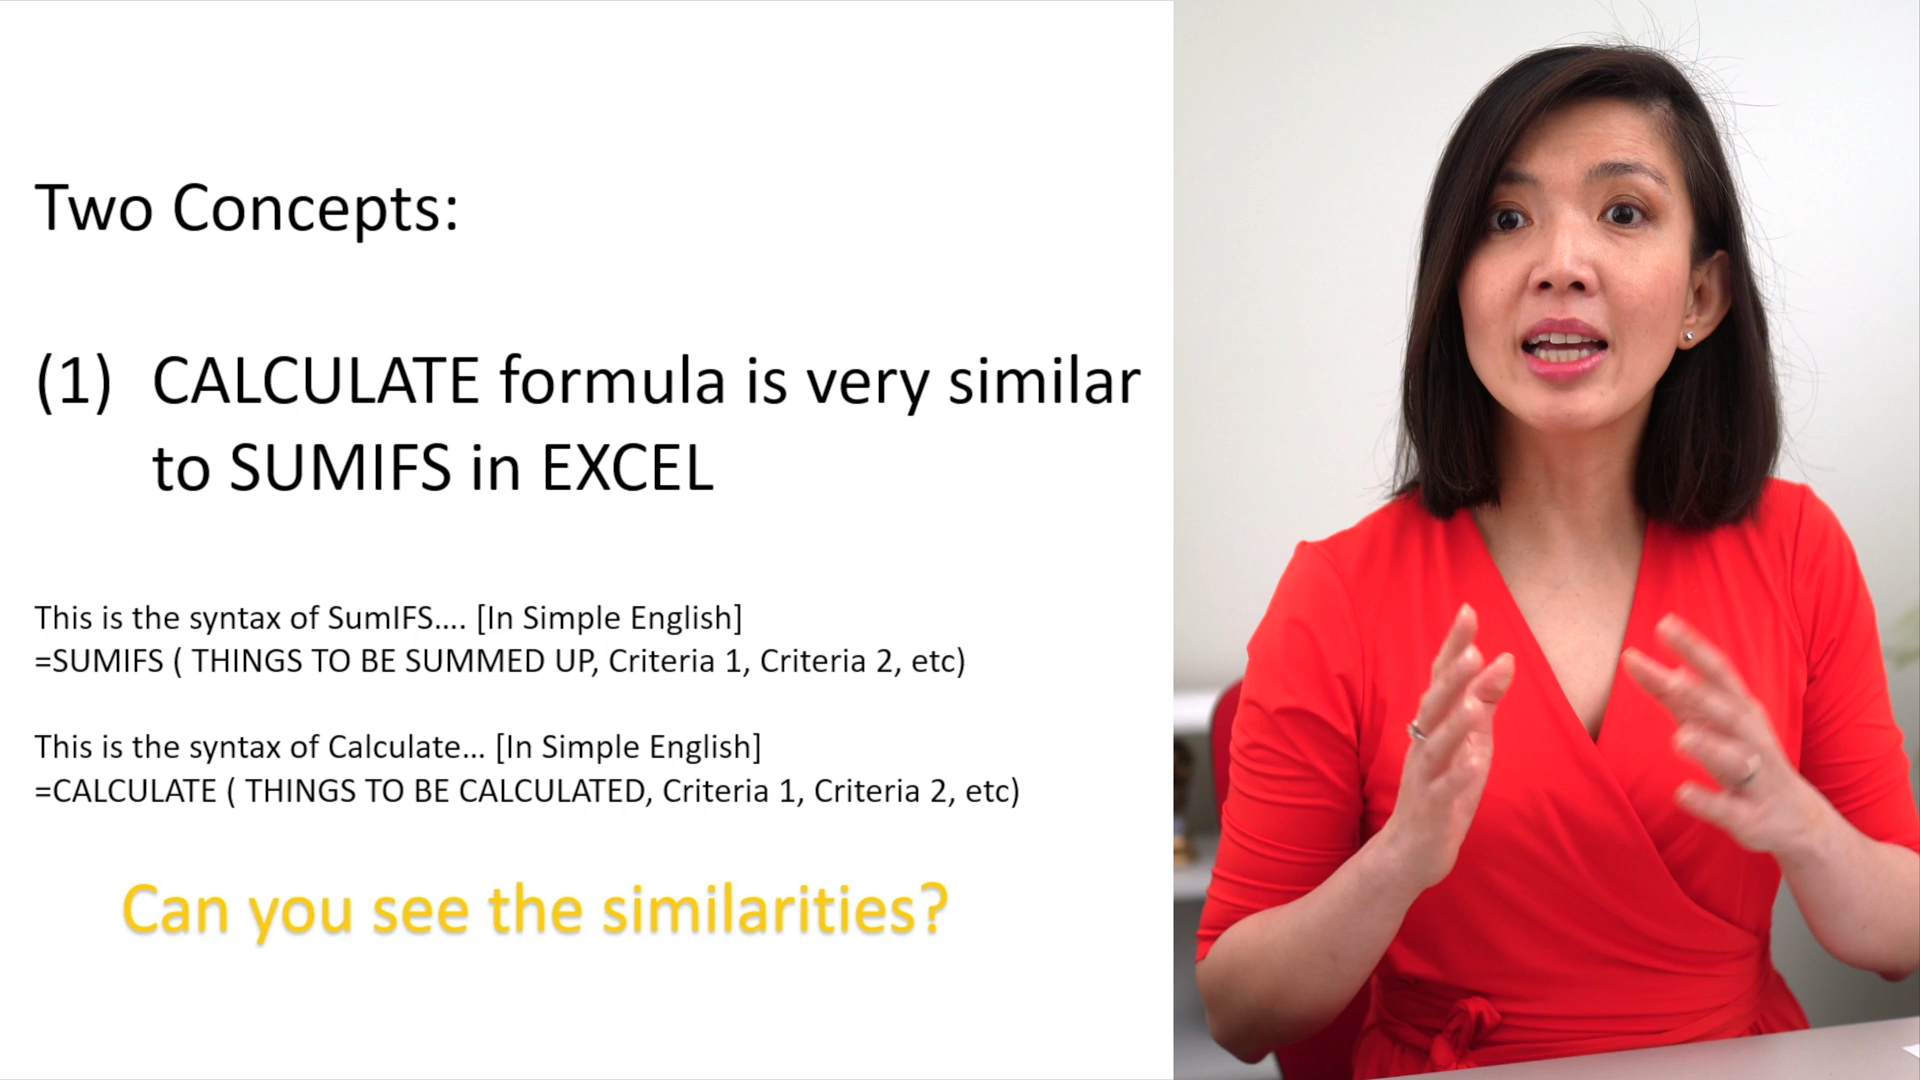 Two Concepts:
(1) CALCULATE formula is very similar
to SUMIFS in EXCEL
This is the syntax of SumIFS.... [In Simple English]
=SUMIFS ( THINGS TO BE SUMMED UP, Criteria 1, Criteria 2, etc)
This is the syntax of Calculate... [In Simple English]
=CALCULATE ( THINGS TO BE CALCULATED, Criteria 1, Criteria 2, etc)
Can you see the similarities?